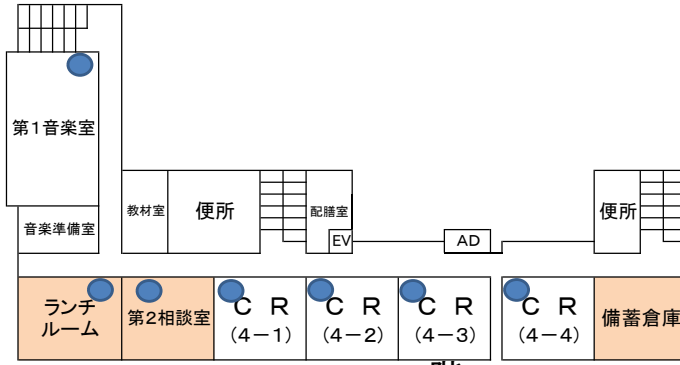 第1音楽室
音楽準備室
教材室
便所
配膳室
EV
AD
便所
ランチ
ルーム
第2相談室
C R
(4-1)
C R
(4-2)
C R
(4-3)
C R
(4-4)
備蓄倉庫